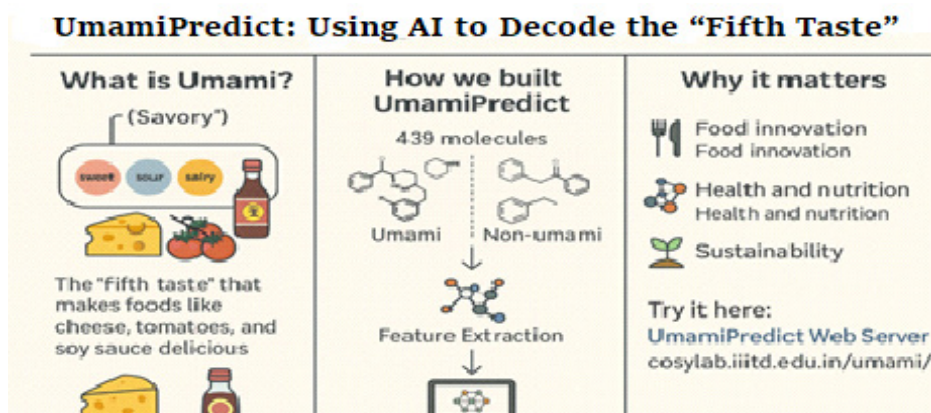 UmamiPredict: Using AI to Decode the “Fifth Taste”
What is Umami?
(Savory”)
sweet sour salry
The “fifth taste” that
makes foods like
cheese, tomatoes, and
soy sauce delicious
How we built
UmamiPredict
439 molecules
Umami Non-umami
Feature Extraction
Why it matters
Food innovation
Food innovation
Health and nutrition
Health and nutrition
Sustainability
Try it here:
UmamiPredict Web Server
cosylab.iiitd.edu.in/umami/